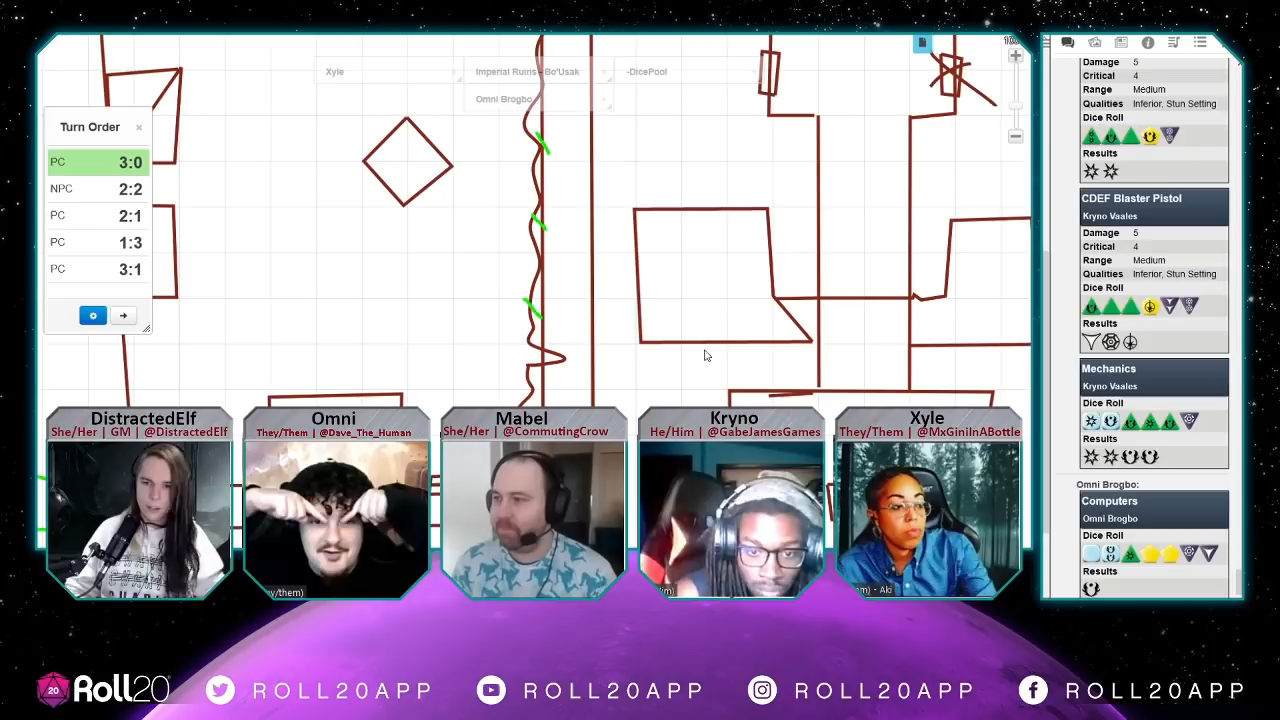 Xyle
Imperial Ruins - Bo'Usak
-DicePool
Omni Brogbo
Turn Order
PC 3:0
NPC 2:2
PC 2:1
PC 1:3
PC 3:1
Damage 5
Critical 4
Range Medium
Qualities Inferior, Stun Setting
Dice Roll
Results
CDEF Blaster Pistol
Kryno Vaales
Damage 5
Critical 4
Range Medium
Qualities Inferior, Stun Setting
Dice Roll
Results
Mechanics
Kryno Vaales
Dice Roll
Results
Omni Brogbo:
Computers
Omni Brogbo
Dice Roll
Results
DistractedElf
She/Her | GM | @DistractedElf
Omni
They/Them | @Dave_The_Human
Mabel
She/Her | @CommutingCrow
Kryno
He/Him | @GabeJamesGames
Xyle
They/Them | @MxGiniInABottle
ey/them)
m) - Aki
20
Roll20
ROLL20APP
ROLL20APP
ROLL20APP
ROLL20APP